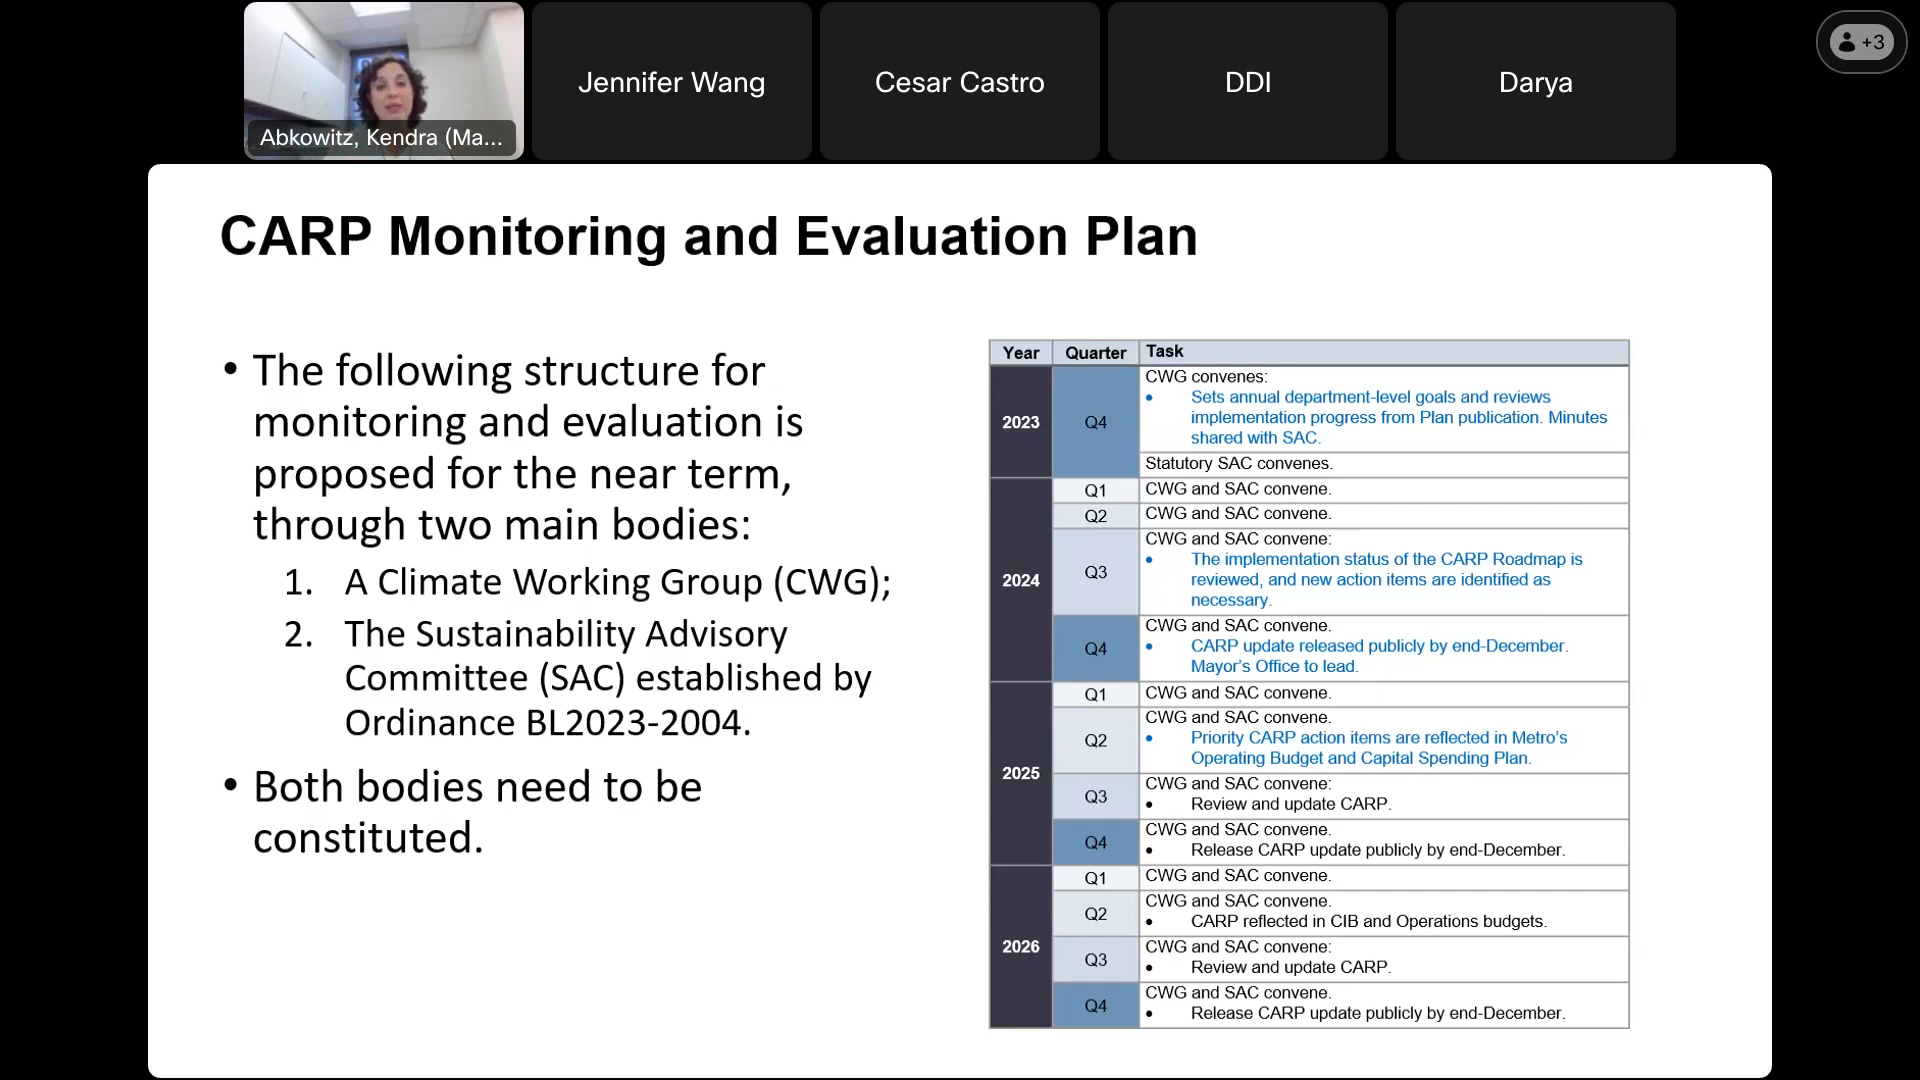 Abkowitz, Kendra (Ma...
Jennifer Wang
Cesar Castro
DDI
Darya
+3
CARP Monitoring and Evaluation Plan
• The following structure for
monitoring and evaluation is
proposed for the near term,
through two main bodies:
1. A Climate Working Group (CWG);
2. The Sustainability Advisory
Committee (SAC) established by
Ordinance BL2023-2004.
• Both bodies need to be
constituted.
Year Quarter Task
2023
Q4
CWG convenes:
• Sets annual department-level goals and reviews
implementation progress from Plan publication. Minutes
shared with SAC.
Statutory SAC convenes.
2024
Q1 CWG and SAC convene.
Q2 CWG and SAC convene.
Q3
CWG and SAC convene:
• The implementation status of the CARP Roadmap is
reviewed, and new action items are identified as
necessary.
Q4
CWG and SAC convene.
• CARP update released publicly by end-December.
Mayor's Office to lead.
2025
Q1 CWG and SAC convene.
Q2
CWG and SAC convene.
• Priority CARP action items are reflected in Metro's
Operating Budget and Capital Spending Plan.
Q3
CWG and SAC convene:
• Review and update CARP.
Q4
CWG and SAC convene.
• Release CARP update publicly by end-December.
2026
Q1 CWG and SAC convene.
Q2
CWG and SAC convene.
• CARP reflected in CIB and Operations budgets.
Q3
CWG and SAC convene:
• Review and update CARP.
Q4
CWG and SAC convene.
• Release CARP update publicly by end-December.